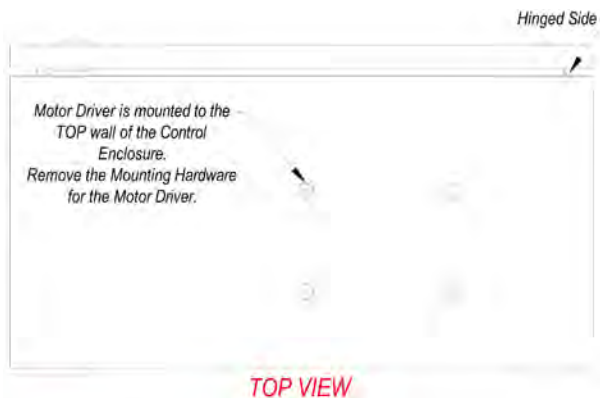 Hinged Side
Motor Driver is mounted to the
TOP wall of the Control
Enclosure.
Remove the Mounting Hardware
for the Motor Driver.
TOP VIEW